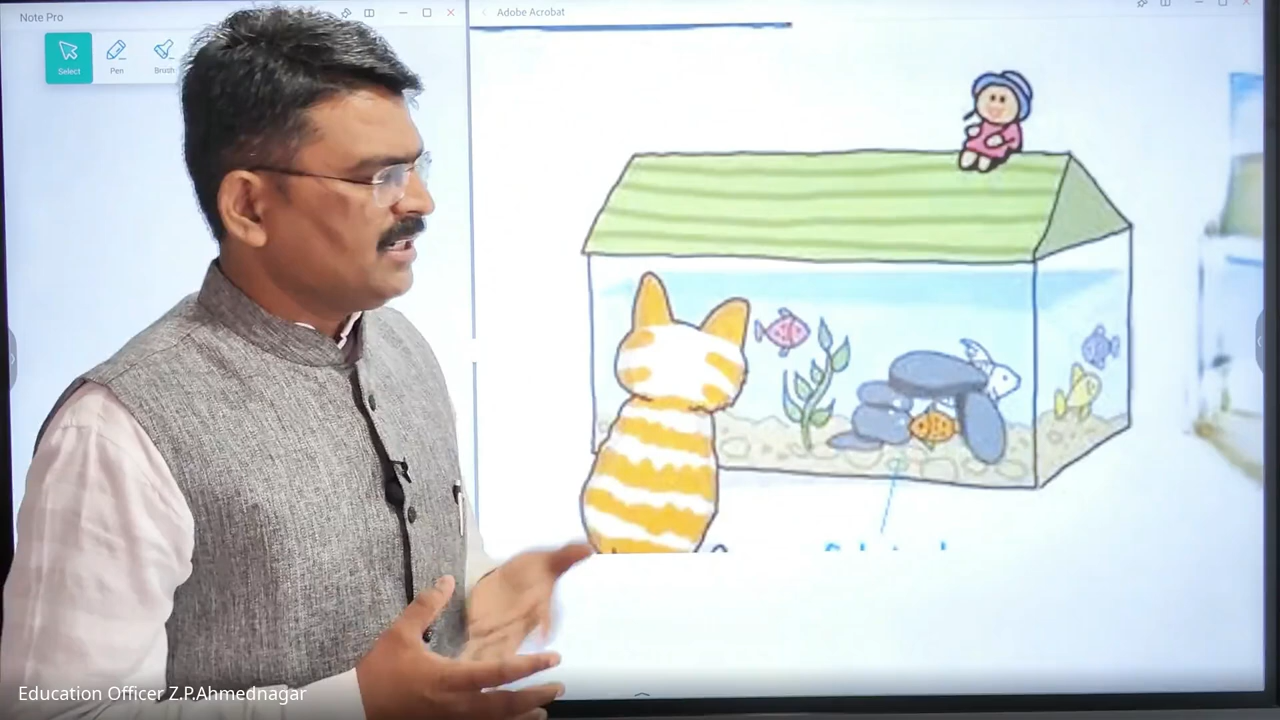 Note Pro
Adobe Acrobat
Select
Pen
Brush
Education Officer Z.P.Ahmednagar